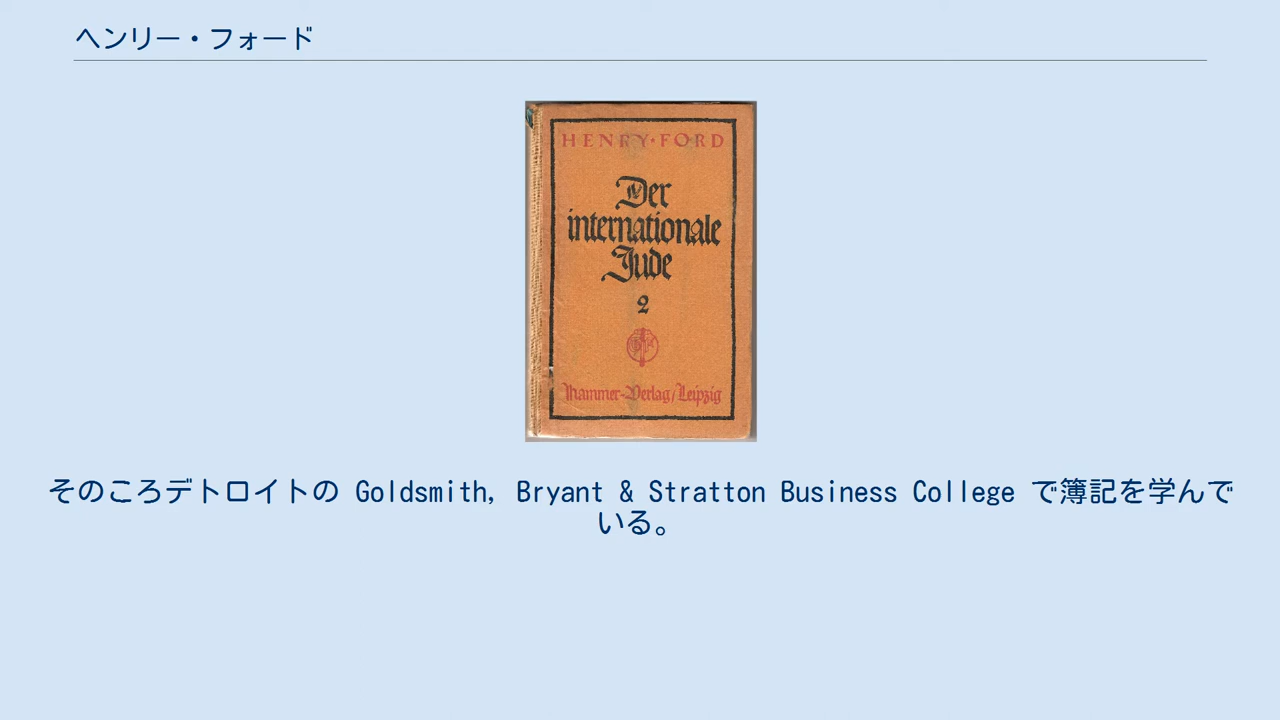 ヘンリー・フォード
HENRY・FORD
Der
internationale
Jude
2
Hammer-Verlag/Leipzig
そのころデトロイトの Goldsmith, Bryant & Stratton Business College で簿記を学んで
いる。